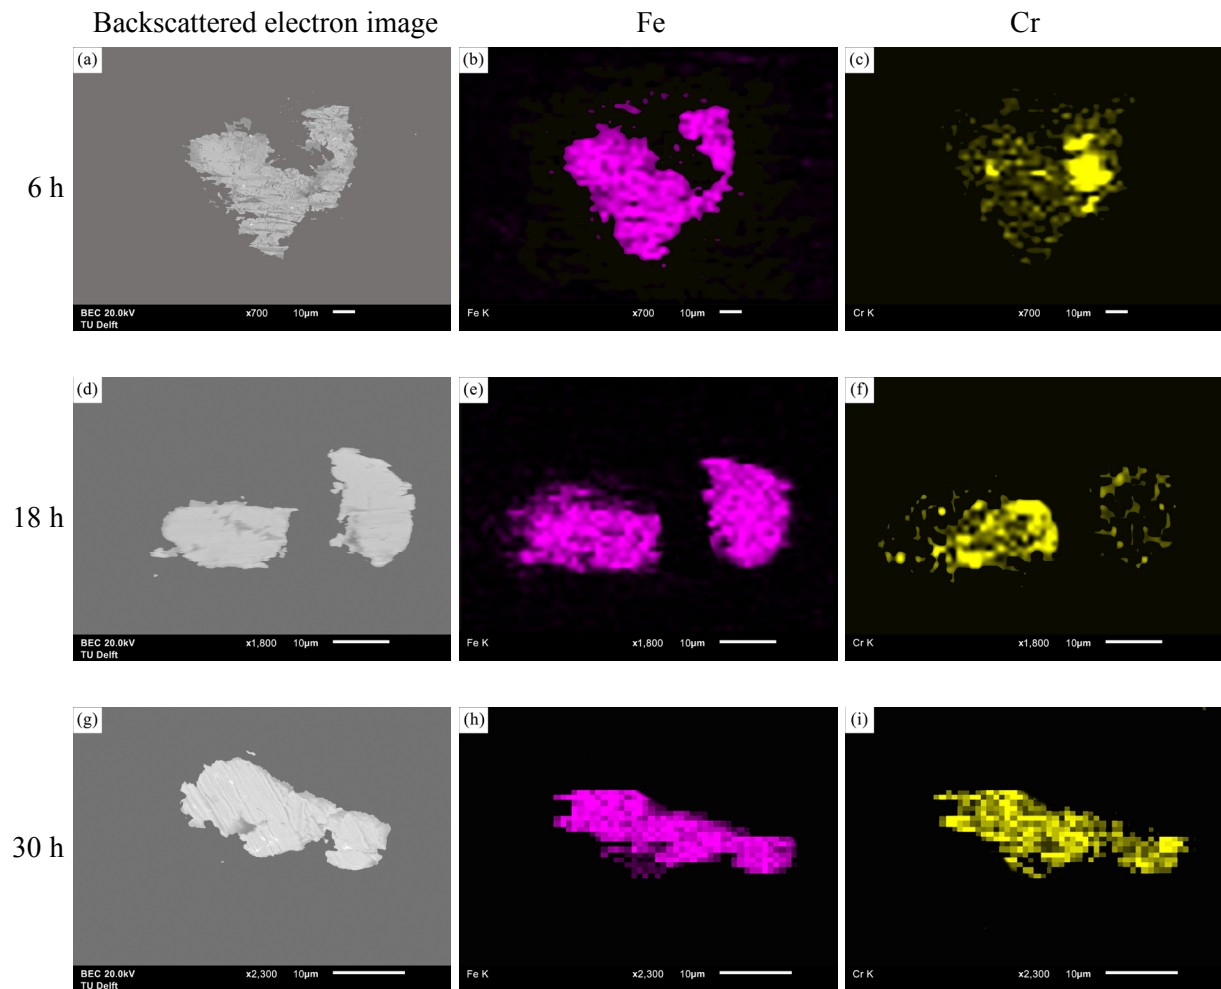 Backscattered electron image Fe Cr
(a) (b) (c)
6 h
BEC 20.0kV x700 10µm Fe K x700 10µm Cr K x700 10µm
TU Delft
(d) (e) (f)
18 h
BEC 20.0kV x1,800 10µm Fe K x1,800 10µm Cr K x1,800 10µm
TU Delft
(g) (h) (i)
30 h
BEC 20.0kV x2,300 10µm Fe K x2,300 10µm Cr K x2,300 10µm
TU Delft